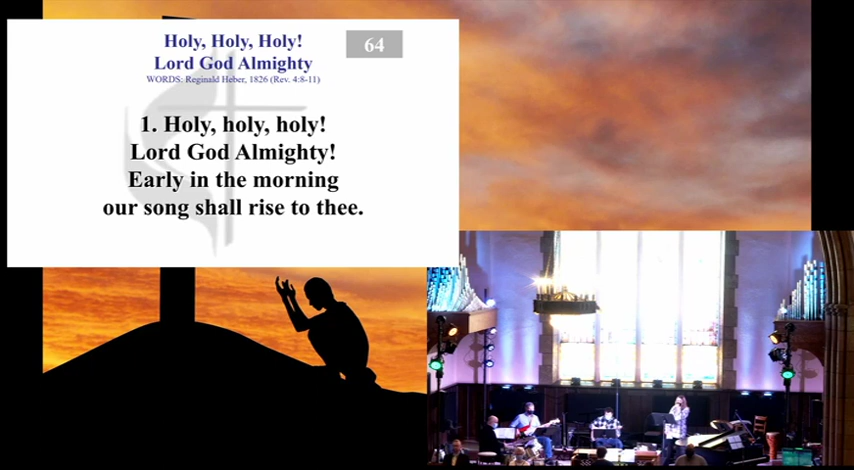 Holy, Holy, Holy!
64
Lord God Almighty
WORDS: Reginald Heber, 1826 (Rev. 4:8-11)
1. Holy, holy, holy!
Lord God Almighty!
Early in the morning
our song shall rise to thee.